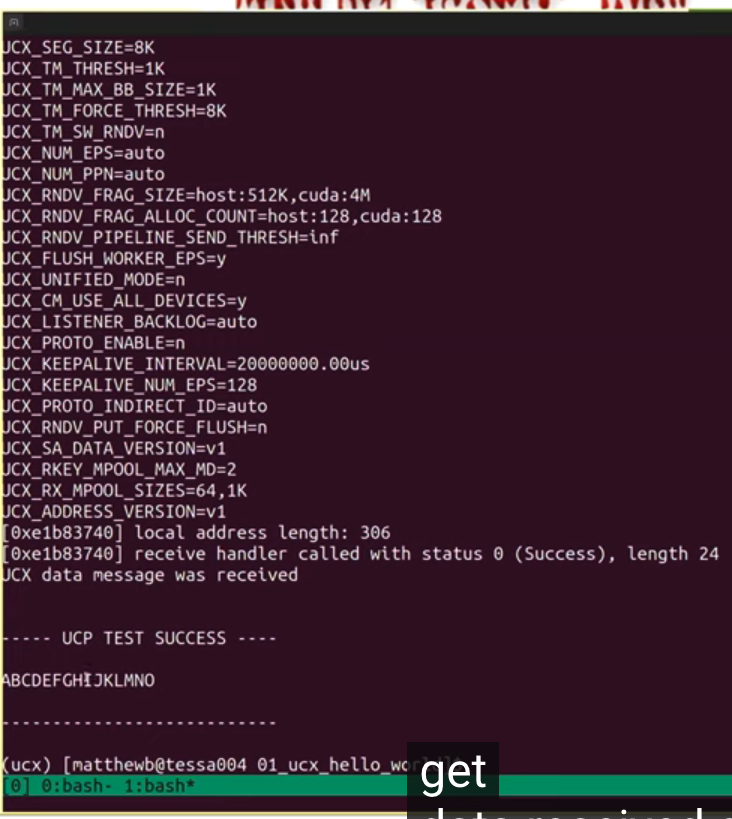 UCX_SEG_SIZE=8K
UCX_TM_THRESH=1K
UCX_TM_MAX_BB_SIZE=1K
UCX_TM_FORCE_THRESH=8K
UCX_TM_SW_RNDV=n
UCX_NUM_EPS=auto
UCX_NUM_PPN=auto
UCX_RNDV_FRAG_SIZE=host:512K,cuda:4M
UCX_RNDV_FRAG_ALLOC_COUNT=host:128,cuda:128
UCX_RNDV_PIPELINE_SEND_THRESH=inf
UCX_FLUSH_WORKER_EPS=y
UCX_UNIFIED_MODE=n
UCX_CM_USE_ALL_DEVICES=y
UCX_LISTENER_BACKLOG=auto
UCX_PROTO_ENABLE=n
UCX_KEEPALIVE_INTERVAL=20000000.00us
UCX_KEEPALIVE_NUM_EPS=128
UCX_PROTO_INDIRECT_ID=auto
UCX_RNDV_PUT_FORCE_FLUSH=n
UCX_SA_DATA_VERSION=v1
UCX_RKEY_MPOOL_MAX_MD=2
UCX_RX_MPOOL_SIZES=64,1K
UCX_ADDRESS_VERSION=v1
[0xe1b83740] local address length: 306
[0xe1b83740] receive handler called with status 0 (Success), length 24
UCX data message was received
----- UCP TEST SUCCESS ----
ABCDEFGHIJKLMNO
---------------------------
(ucx) [matthewb@tessa004 01_ucx_hello_wor
[0] 0:bash- 1:bash*
get